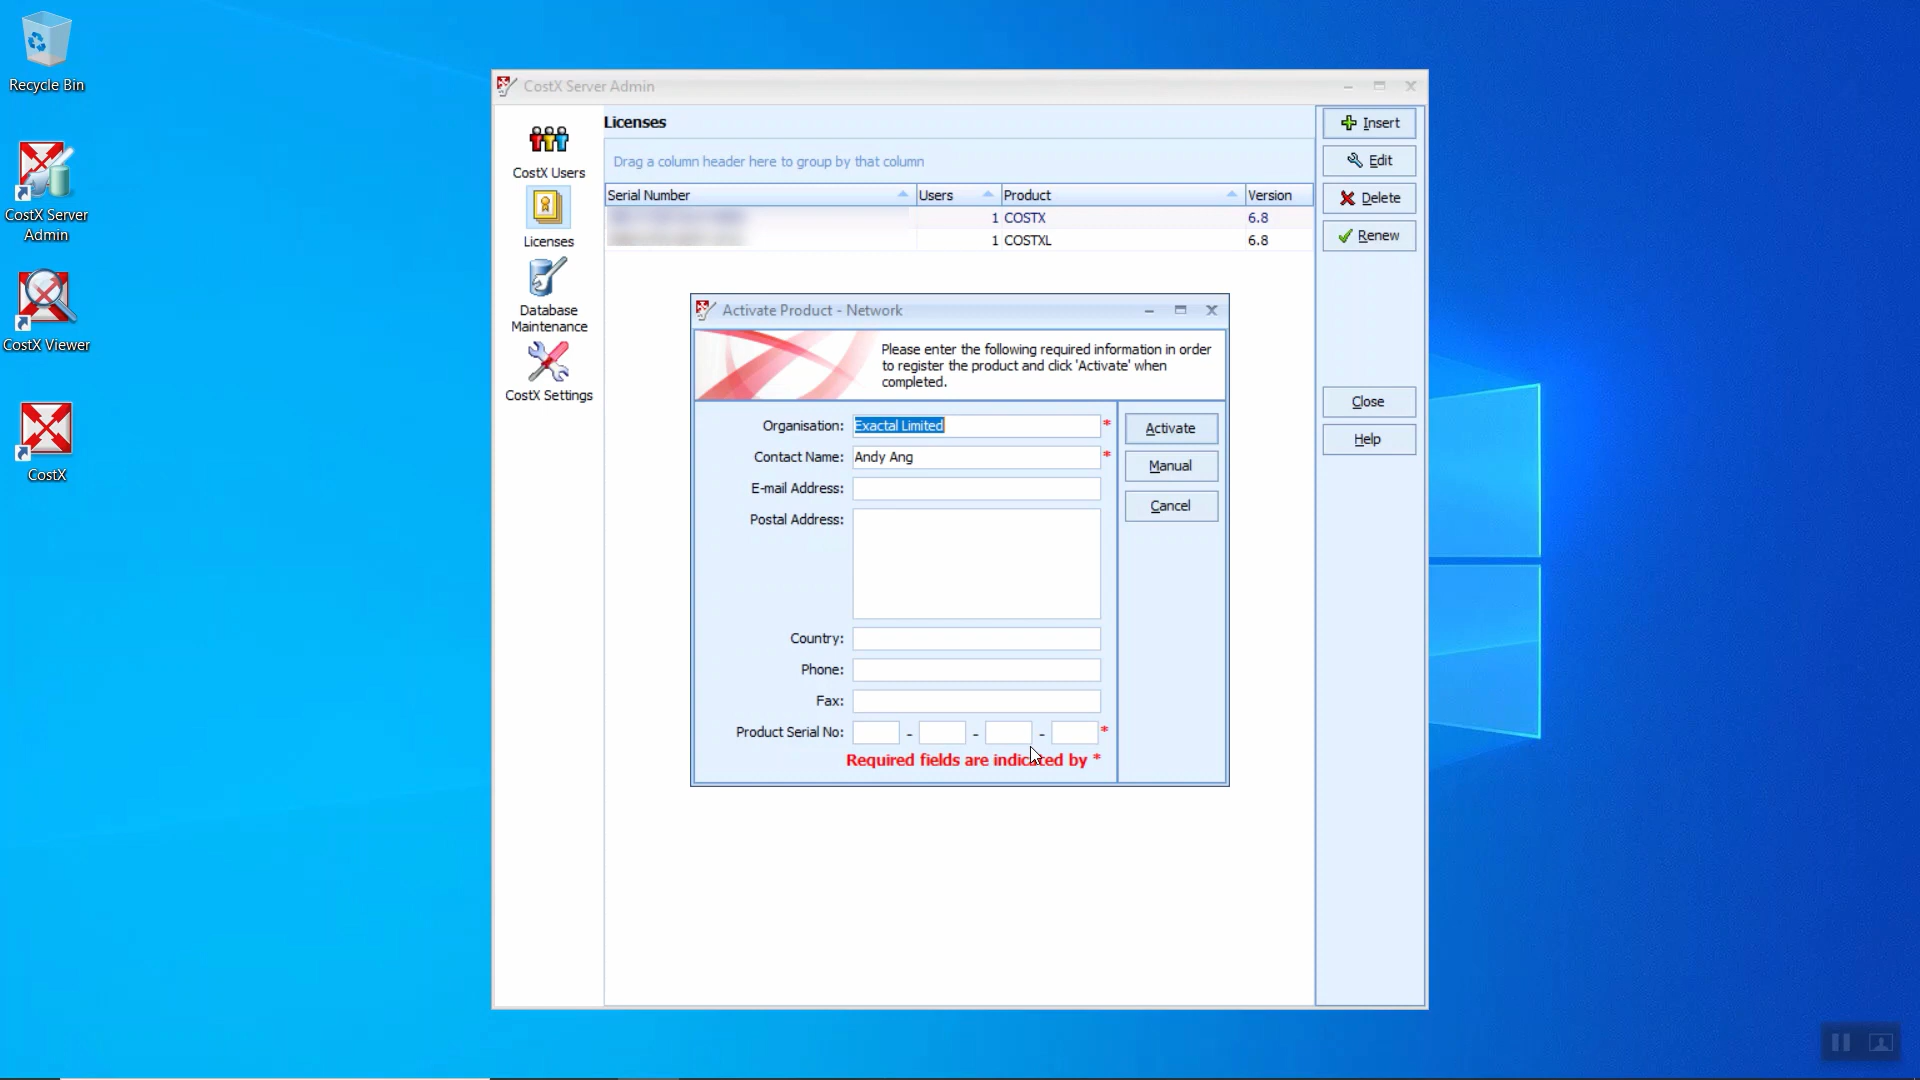 Recycle Bin
CostX Server
Admin
CostX Viewer
CostX
CostX Server Admin
CostX Users
Licenses
Database
Maintenance
CostX Settings
Licenses
Drag a column header here to group by that column
Serial Number Users Product Version
1 COSTX 6.8
1 COSTXL 6.8
Insert
Edit
Delete
Renew
Close
Help
Activate Product - Network
Please enter the following required information in order
to register the product and click 'Activate' when
completed.
Organisation: Exactal Limited *
Contact Name: Andy Ang *
E-mail Address:
Postal Address:
Country:
Phone:
Fax:
Product Serial No: - - - *
Required fields are indicated by *
Activate
Manual
Cancel